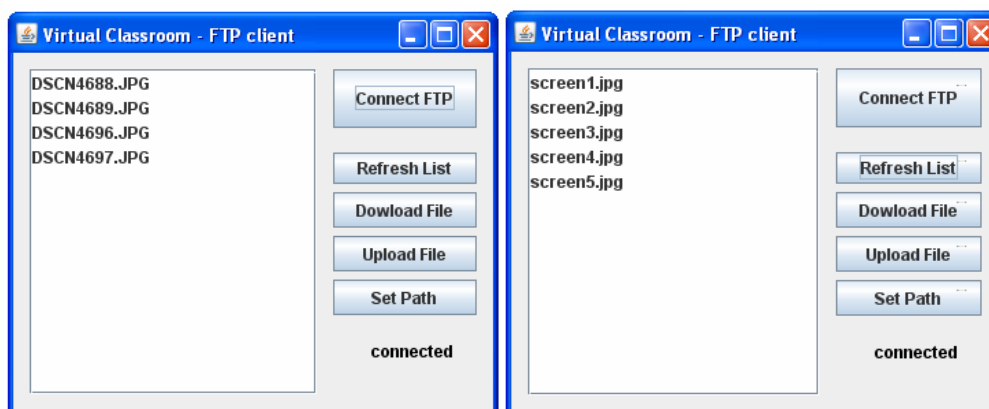 Virtual Classroom - FTP client
DSCN4688.JPG
DSCN4689.JPG
DSCN4696.JPG
DSCN4697.JPG
Connect FTP
Refresh List
Dowload File
Upload File
Set Path
connected
Virtual Classroom - FTP client
screen1.jpg
screen2.jpg
screen3.jpg
screen4.jpg
screen5.jpg
Connect FTP
Refresh List
Dowload File
Upload File
Set Path
connected